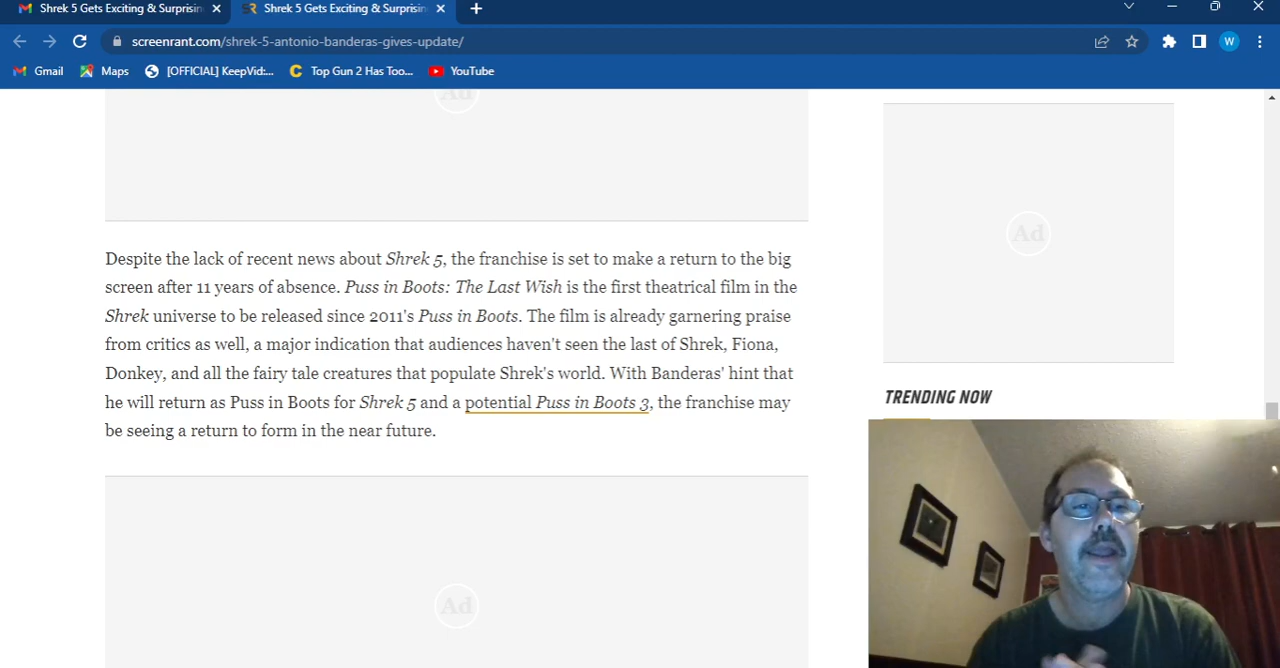 Shrek 5 Gets Exciting & Surprisin
Shrek 5 Gets Exciting & Surprisin
screenrant.com/shrek-5-antonio-banderas-gives-update/
W
Gmail
Maps
[OFFICIAL] KeepVid:...
Top Gun 2 Has Too...
YouTube
Ad
Ad
Despite the lack of recent news about Shrek 5, the franchise is set to make a return to the big
screen after 11 years of absence. Puss in Boots: The Last Wish is the first theatrical film in the
Shrek universe to be released since 2011's Puss in Boots. The film is already garnering praise
from critics as well, a major indication that audiences haven't seen the last of Shrek, Fiona,
Donkey, and all the fairy tale creatures that populate Shrek's world. With Banderas' hint that
he will return as Puss in Boots for Shrek 5 and a potential Puss in Boots 3, the franchise may
be seeing a return to form in the near future.
TRENDING NOW
Ad